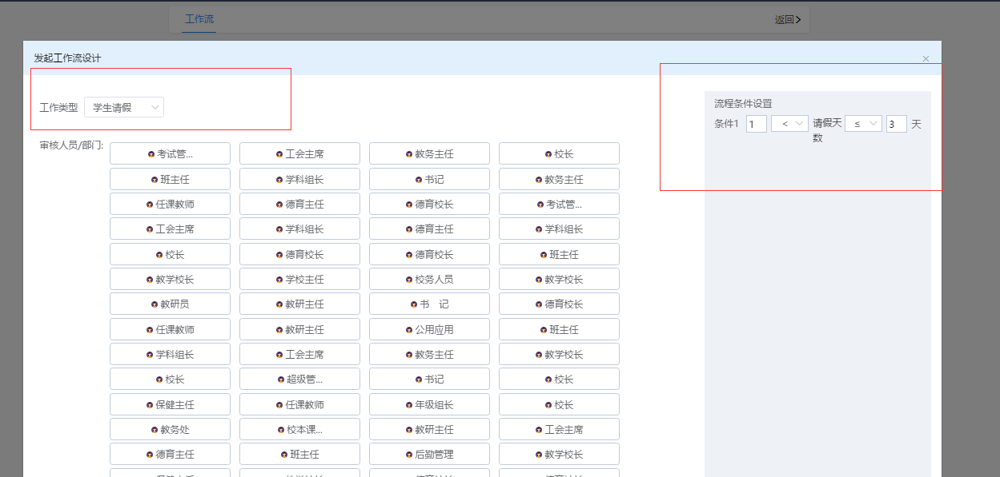 工作流 返回
发起工作流设计
工作类型 学生请假
流程条件设置
条件1 1 < 请假天数 ≤ 3 天
审核人员/部门:
考试管... 工会主席 教务主任 校长
班主任 学科组长 书记 教务主任
任课教师 德育主任 德育校长 考试管...
工会主席 学科组长 德育主任 学科组长
校长 德育校长 德育校长 班主任
教学校长 学校主任 校务人员 教学校长
教研员 教研主任 书 记 德育校长
任课教师 教研主任 公用应用 班主任
学科组长 工会主席 教务主任 教学校长
校长 超级管... 书记 校长
保健主任 任课教师 年级组长 校长
教务处 校本课... 教研主任 工会主席
德育主任 班主任 后勤管理 教学校长